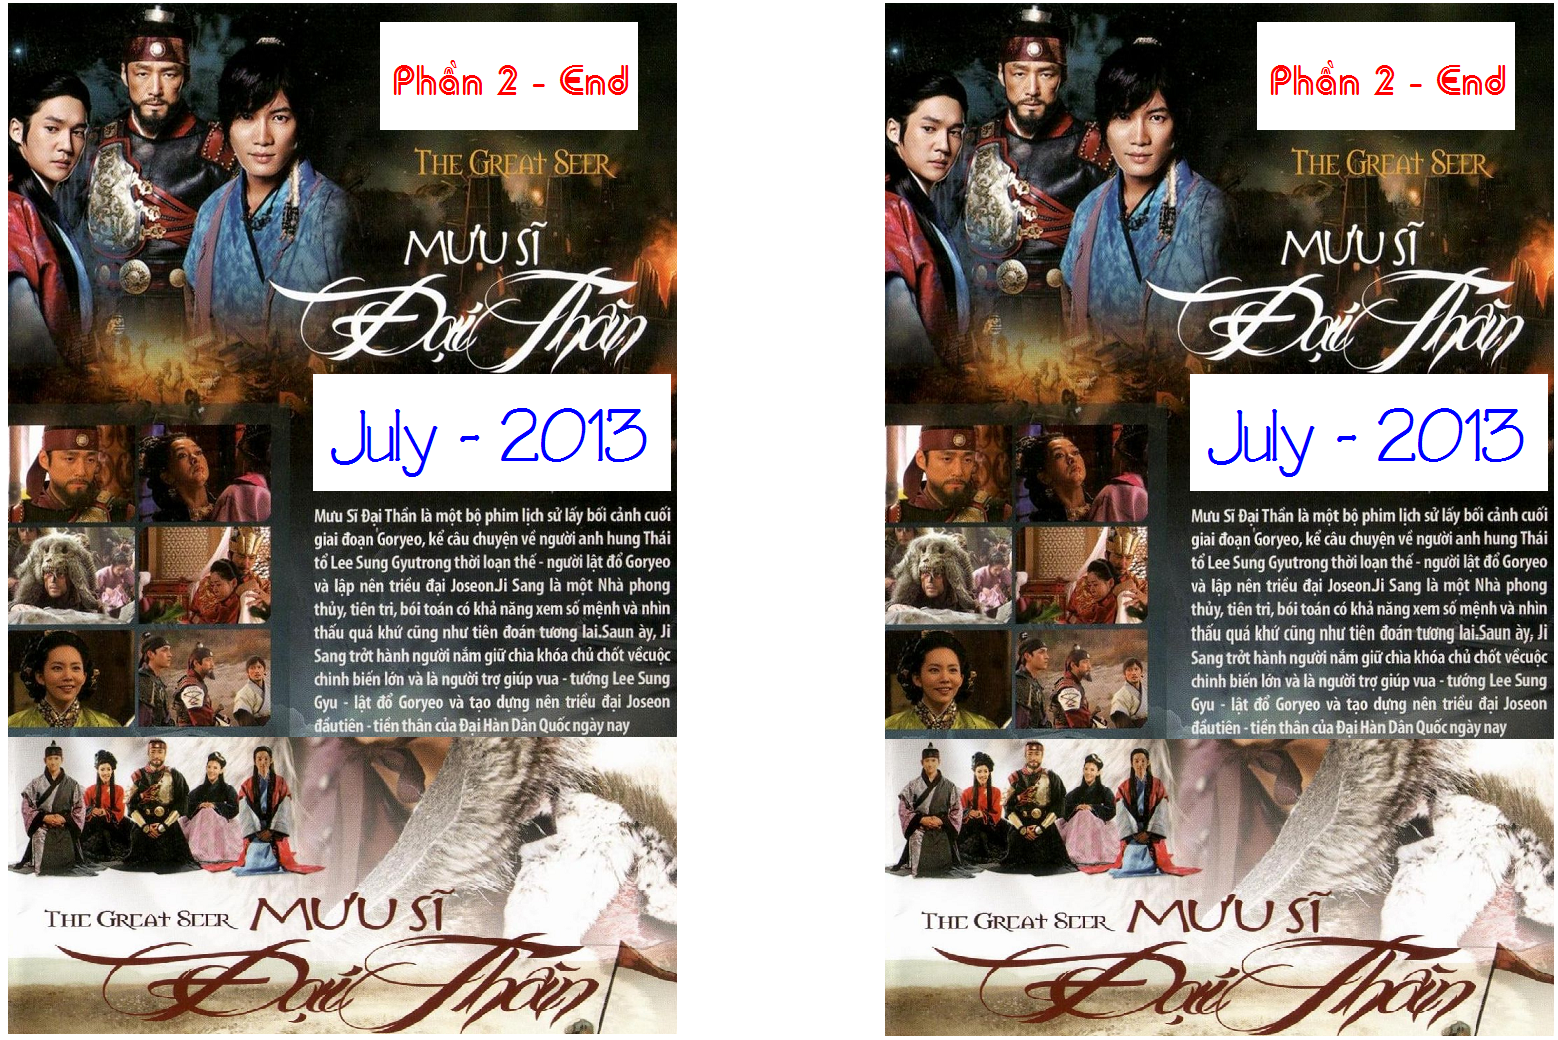 Phần 2 - End
THE GREAT SEER
MƯU SĨ
Đại Thần
July - 2013
Mưu Sĩ Đại Thần là một bộ phim lịch sử lấy bối cảnh cuối
giai đoạn Goryeo, kể câu chuyện về người anh hung Thái
tổ Lee Sung Gyutrong thời loạn thế - người lật đổ Goryeo
và lập nên triều đại Joseon.Ji Sang là một Nhà phong
thủy, tiên tri, bói toán có khả năng xem số mệnh và nhìn
thấu quá khứ cũng như tiên đoán tương lai.Saun ày, Ji
Sang trởt hành người nắm giữ chìa khóa chủ chốt vềcuộc
chinh biến lớn và là người trợ giúp vua - tướng Lee Sung
Gyu - lật đổ Goryeo và tạo dựng nên triều đại Joseon
đầutiên - tiền thân của Đại Hàn Dân Quốc ngày nay
THE GREAT SEER MƯU SĨ
Đại Thần
Phần 2 - End
THE GREAT SEER
MƯU SĨ
Đại Thần
July - 2013
Mưu Sĩ Đại Thần là một bộ phim lịch sử lấy bối cảnh cuối
giai đoạn Goryeo, kể câu chuyện về người anh hung Thái
tổ Lee Sung Gyutrong thời loạn thế - người lật đổ Goryeo
và lập nên triều đại Joseon.Ji Sang là một Nhà phong
thủy, tiên tri, bói toán có khả năng xem số mệnh và nhìn
thấu quá khứ cũng như tiên đoán tương lai.Saun ày, Ji
Sang trởt hành người nắm giữ chìa khóa chủ chốt vềcuộc
chinh biến lớn và là người trợ giúp vua - tướng Lee Sung
Gyu - lật đổ Goryeo và tạo dựng nên triều đại Joseon
đầutiên - tiền thân của Đại Hàn Dân Quốc ngày nay
THE GREAT SEER MƯU SĨ
Đại Thần